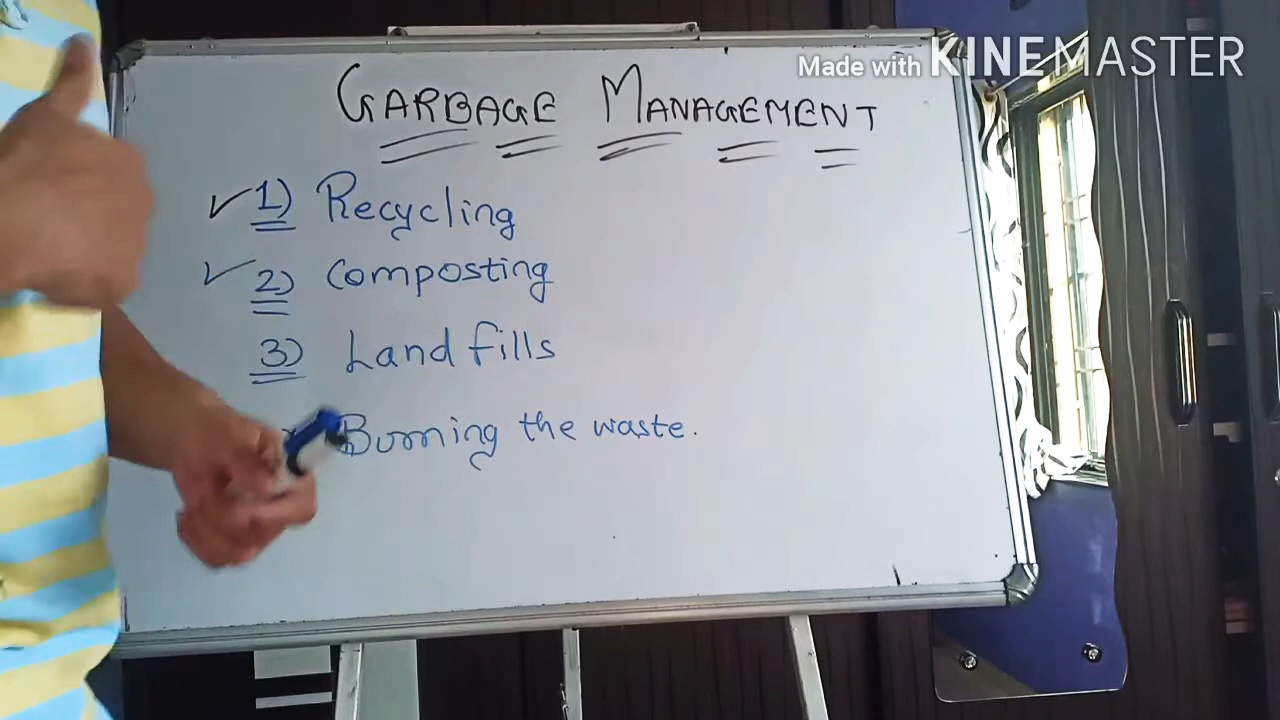 Made with KINEMASTER
GARBAGE MANAGEMENT
1) Recycling
2) Composting
3) Land fills
Burning the waste.